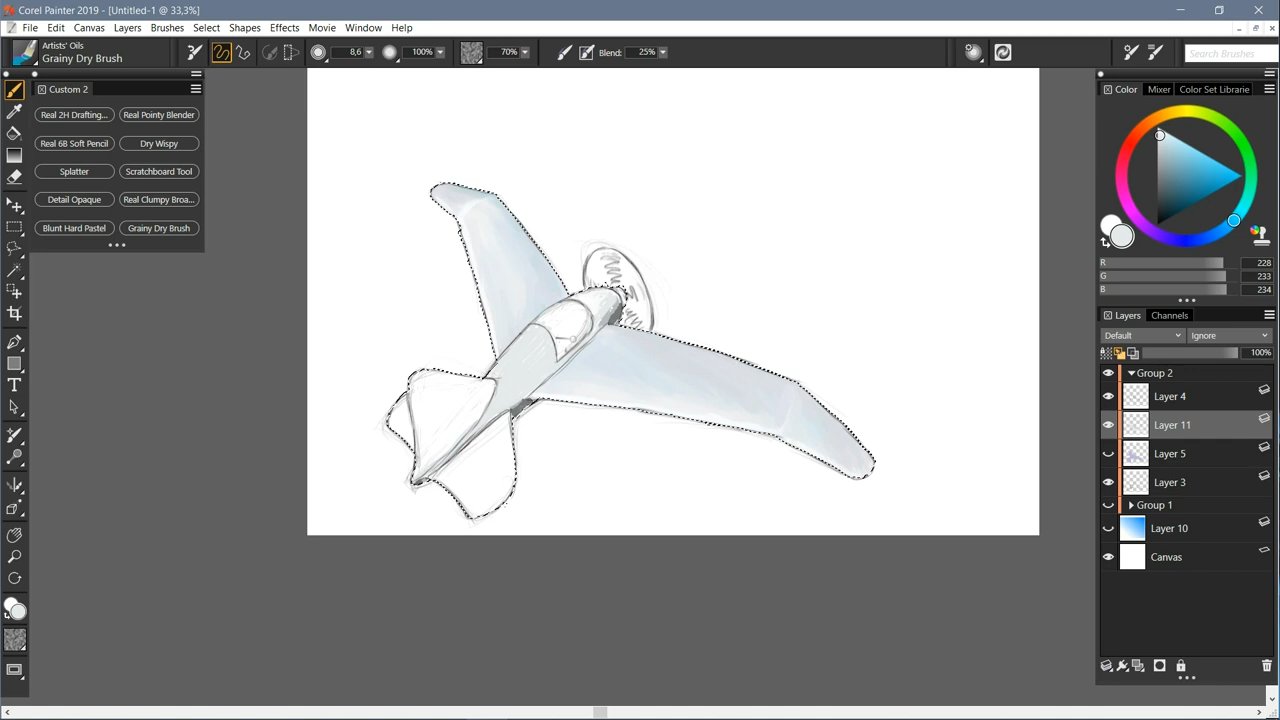 Corel Painter 2019 - [Untitled-1 @ 33,3%]
File Edit Canvas Layers Brushes Select Shapes Effects Movie Window Help
Artists' Oils
Grainy Dry Brush
8,6
100%
70%
Blend: 25%
Search Brushes
Custom 2
Real 2H Drafting... Real Pointy Blender
Real 6B Soft Pencil Dry Wispy
Splatter Scratchboard Tool
Detail Opaque Real Clumpy Broa...
Blunt Hard Pastel Grainy Dry Brush
Color Mixer Color Set Librarie
R 228
G 233
B 234
Layers Channels
Default Ignore
100%
Group 2
Layer 4
Layer 11
Layer 5
Layer 3
Group 1
Layer 10
Canvas